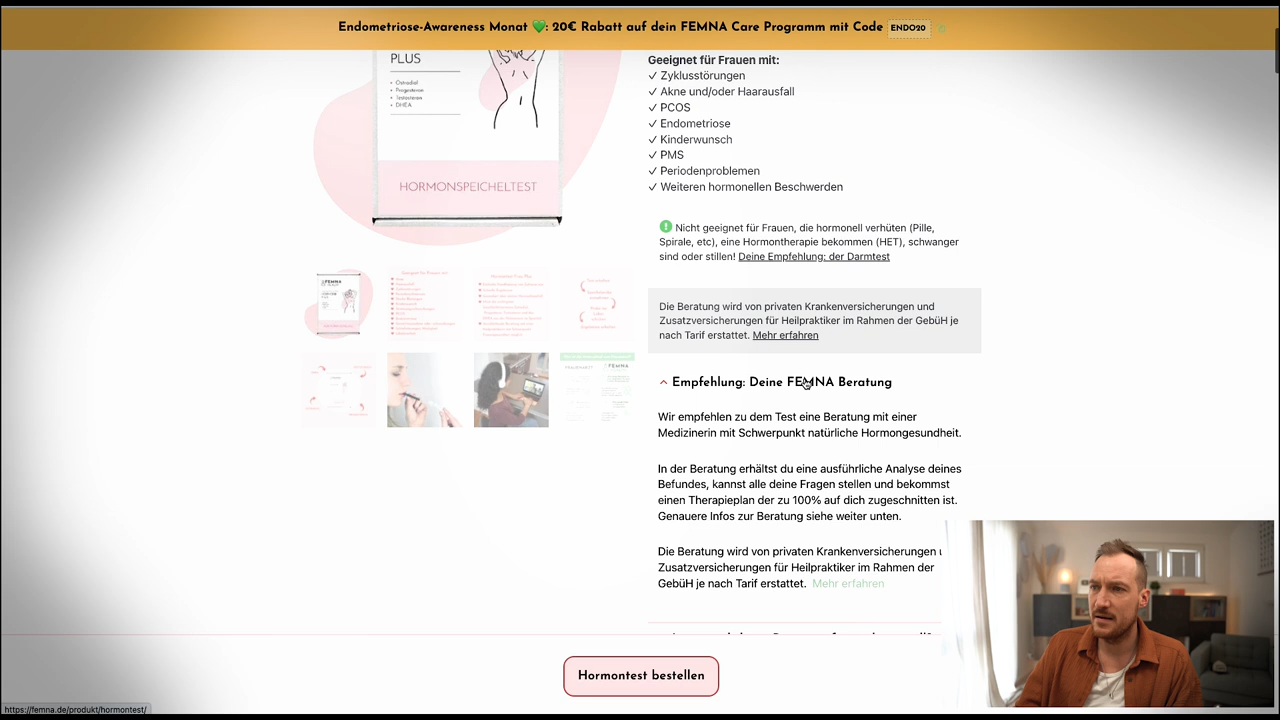 Endometriose-Awareness Monat 💚: 20€ Rabatt auf dein FEMNA Care Programm mit Code ENDO20
PLUS
Östradiol
Progesteron
Testosteron
DHEA
HORMONSPEICHELTEST
Geeignet für Frauen mit:
✓ Zyklusstörungen
✓ Akne und/oder Haarausfall
✓ PCOS
✓ Endometriose
✓ Kinderwunsch
✓ PMS
✓ Periodenproblemen
✓ Weiteren hormonellen Beschwerden
Nicht geeignet für Frauen, die hormonell verhüten (Pille,
Spirale, etc), eine Hormontherapie bekommen (HET), schwanger
sind oder stillen! Deine Empfehlung: der Darmtest
Die Beratung wird von privaten Krankenversicherungen und
Zusatzversicherungen für Heilpraktiker im Rahmen der GebüH je
nach Tarif erstattet. Mehr erfahren
Empfehlung: Deine FEMNA Beratung
Wir empfehlen zu dem Test eine Beratung mit einer
Medizinerin mit Schwerpunkt natürliche Hormongesundheit.
In der Beratung erhältst du eine ausführliche Analyse deines
Befundes, kannst alle deine Fragen stellen und bekommst
einen Therapieplan der zu 100% auf dich zugeschnitten ist.
Genauere Infos zur Beratung siehe weiter unten.
Die Beratung wird von privaten Krankenversicherungen
Zusatzversicherungen für Heilpraktiker im Rahmen der
GebüH je nach Tarif erstattet. Mehr erfahren
Hormontest bestellen
https://femna.de/produkt/hormontest/